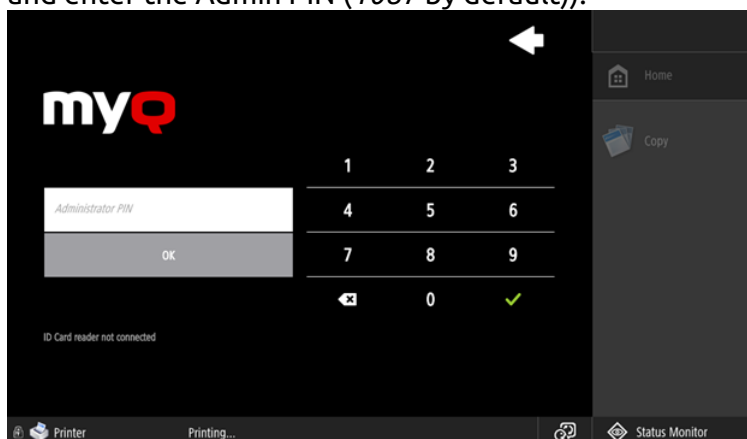 and enter the Admin PIN (1087 by default)).
Home
myQ
Copy
1 2 3
Administrator PIN
4 5 6
OK
7 8 9
0
ID Card reader not connected
Printer
Printing...
Status Monitor